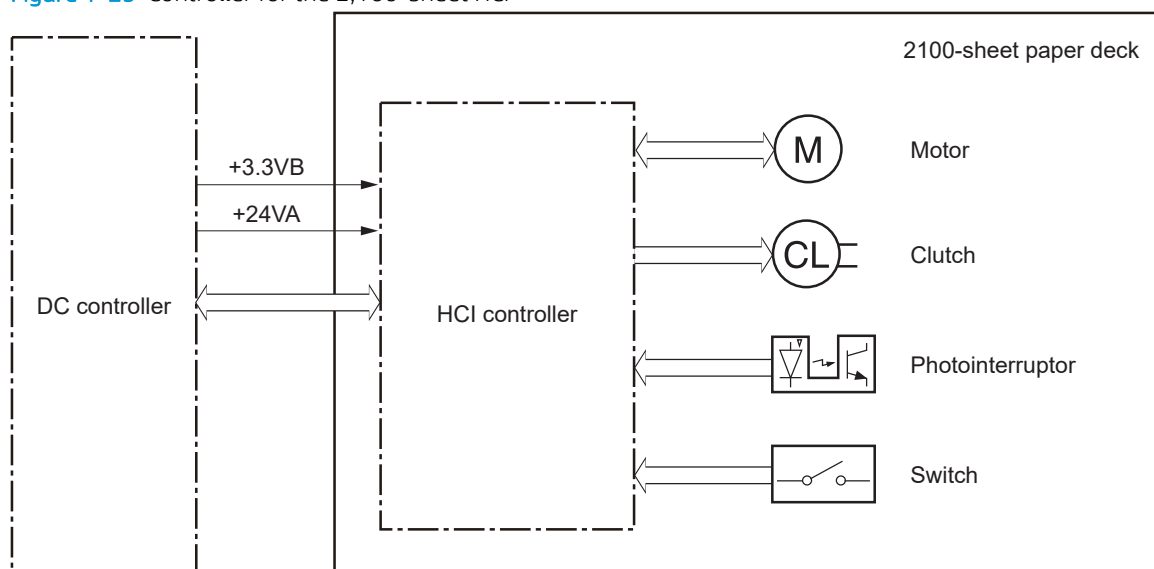 2100-sheet paper deck
+3.3VB
+24VA
DC controller
HCI controller
M
Motor
CL
Clutch
Photointerruptor
Switch